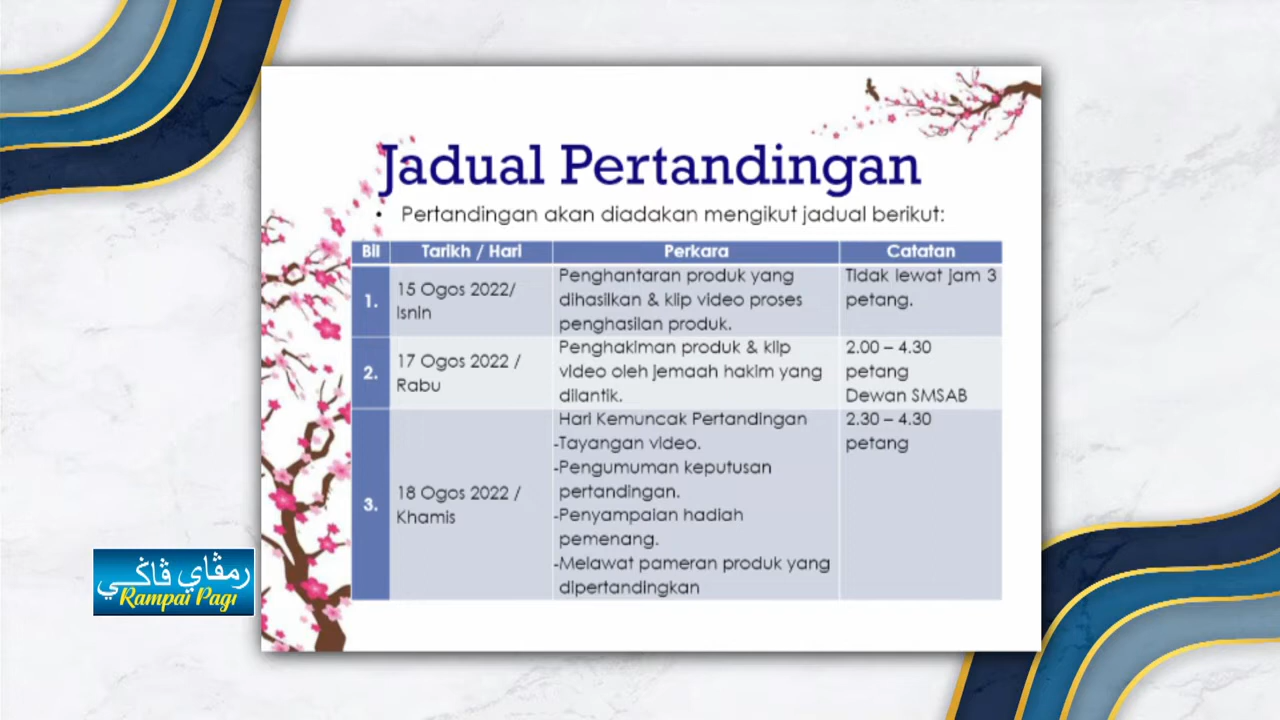 Jadual Pertandingan
• Pertandingan akan diadakan mengikut jadual berikut:
Bil Tarikh / Hari Perkara Catatan
1.
15 Ogos 2022/
Isnin
Penghantaran produk yang
dihasilkan & klip video proses
penghasilan produk.
Tidak lewat jam 3
petang.
2.
17 Ogos 2022 /
Rabu
Penghakiman produk & klip
video oleh jemaah hakim yang
dilantik.
2.00 – 4.30
petang
Dewan SMSAB
3.
18 Ogos 2022 /
Khamis
Hari Kemuncak Pertandingan
-Tayangan video.
-Pengumuman keputusan
pertandingan.
-Penyampaian hadiah
pemenang.
-Melawat pameran produk yang
dipertandingkan
2.30 – 4.30
petang
رمڤاي ڤاݢي
Rampai Pagi